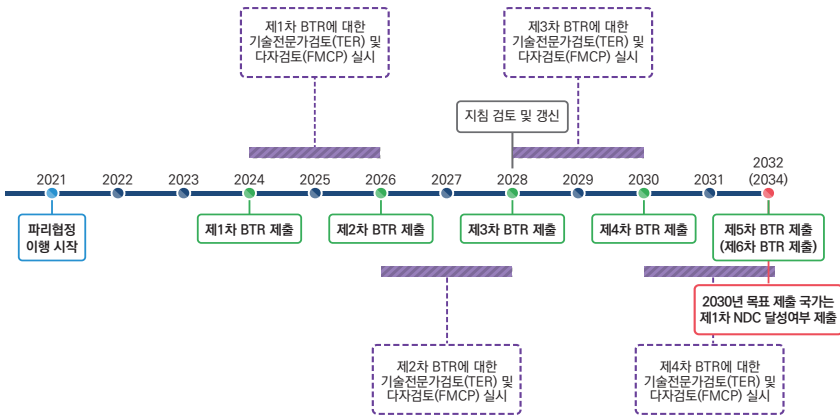 제1차 BTR에 대한
기술전문가검토(TER) 및
다자검토(FMCP) 실시
제3차 BTR에 대한
기술전문가검토(TER) 및
다자검토(FMCP) 실시
지침 검토 및 갱신
2021
2022
2023
2024
2025
2026
2027
2028
2029
2030
2031
2032
(2034)
파리협정
이행 시작
제1차 BTR 제출
제2차 BTR 제출
제3차 BTR 제출
제4차 BTR 제출
제5차 BTR 제출
(제6차 BTR 제출)
2030년 목표 제출 국가는
제1차 NDC 달성여부 제출
제2차 BTR에 대한
기술전문가검토(TER) 및
다자검토(FMCP) 실시
제4차 BTR에 대한
기술전문가검토(TER) 및
다자검토(FMCP) 실시